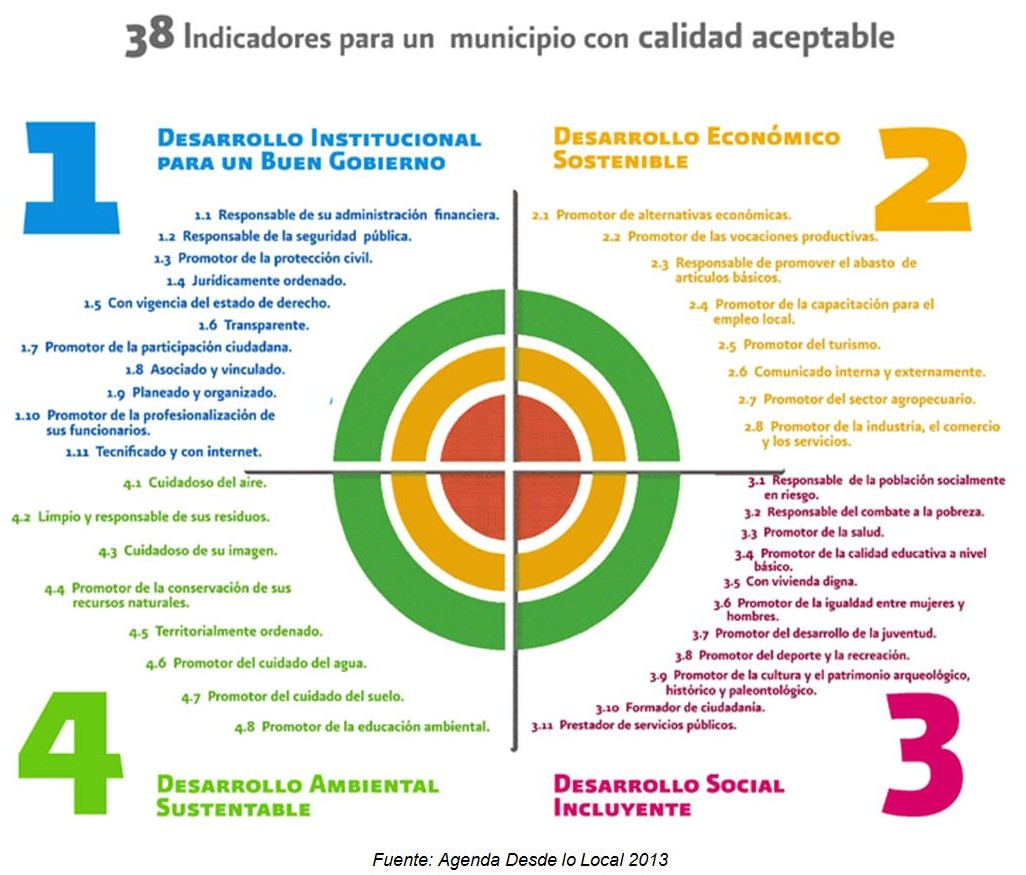 38 Indicadores para un municipio con calidad aceptable
1
DESARROLLO INSTITUCIONAL
PARA UN BUEN GOBIERNO
1.1 Responsable de su administración financiera.
1.2 Responsable de la seguridad pública.
1.3 Promotor de la protección civil.
1.4 Jurídicamente ordenado.
1.5 Con vigencia del estado de derecho.
1.6 Transparente.
1.7 Promotor de la participación ciudadana.
1.8 Asociado y vinculado.
1.9 Planeado y organizado.
1.10 Promotor de la profesionalización de
sus funcionarios.
1.11 Tecnificado y con internet.
DESARROLLO ECONÓMICO
SOSTENIBLE
2
2.1 Promotor de alternativas económicas.
2.2 Promotor de las vocaciones productivas.
2.3 Responsable de promover el abasto de
artículos básicos.
2.4 Promotor de la capacitación para el
empleo local.
2.5 Promotor del turismo.
2.6 Comunicado interna y externamente.
2.7 Promotor del sector agropecuario.
2.8 Promotor de la industria, el comercio
y los servicios.
3.1 Responsable de la población socialmente
en riesgo.
3.2 Responsable del combate a la pobreza.
3.3 Promotor de la salud.
3.4 Promotor de la calidad educativa a nivel
básico.
3.5 Con vivienda digna.
3.6 Promotor de la igualdad entre mujeres y
hombres.
3.7 Promotor del desarrollo de la juventud.
3.8 Promotor del deporte y la recreación.
3.9 Promotor de la cultura y el patrimonio arqueológico,
histórico y paleontológico.
3.10 Formador de ciudadanía.
3.11 Prestador de servicios públicos.
3
DESARROLLO SOCIAL
INCLUYENTE
4.1 Cuidadoso del aire.
4.2 Limpio y responsable de sus residuos.
4.3 Cuidadoso de su imagen.
4.4 Promotor de la conservación de sus
recursos naturales.
4.5 Territorialmente ordenado.
4.6 Promotor del cuidado del agua.
4.7 Promotor del cuidado del suelo.
4.8 Promotor de la educación ambiental.
4
DESARROLLO AMBIENTAL
SUSTENTABLE
Fuente: Agenda Desde lo Local 2013